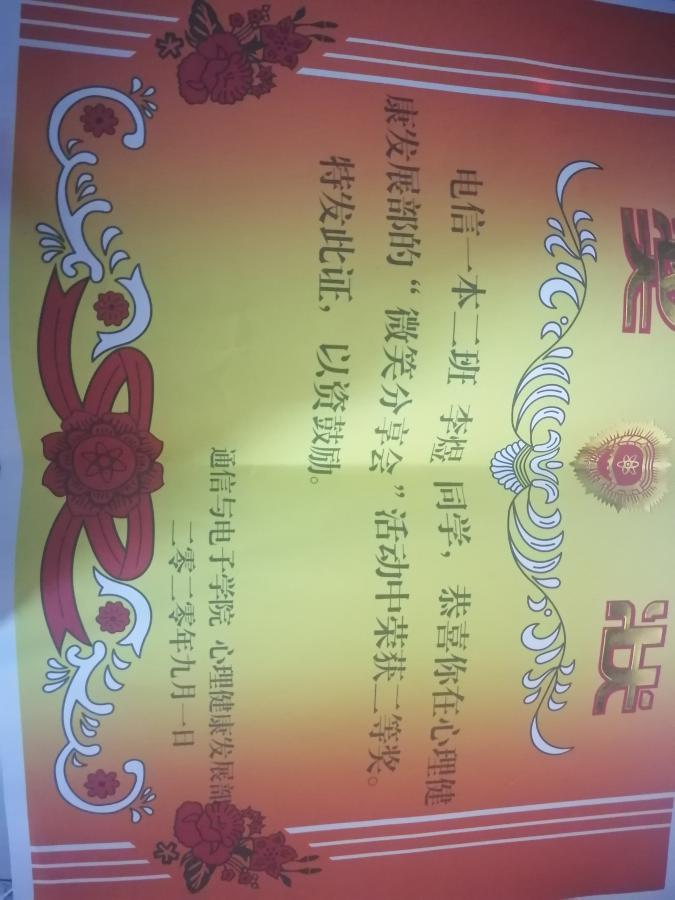 奖状
电信一本二班 李煜 同学，恭喜你在心理健
康发展部的“微笑分享会”活动中荣获二等奖。
特发此证，以资鼓励。
通信与电子学院 心理健康发展部
二零二零年九月一日